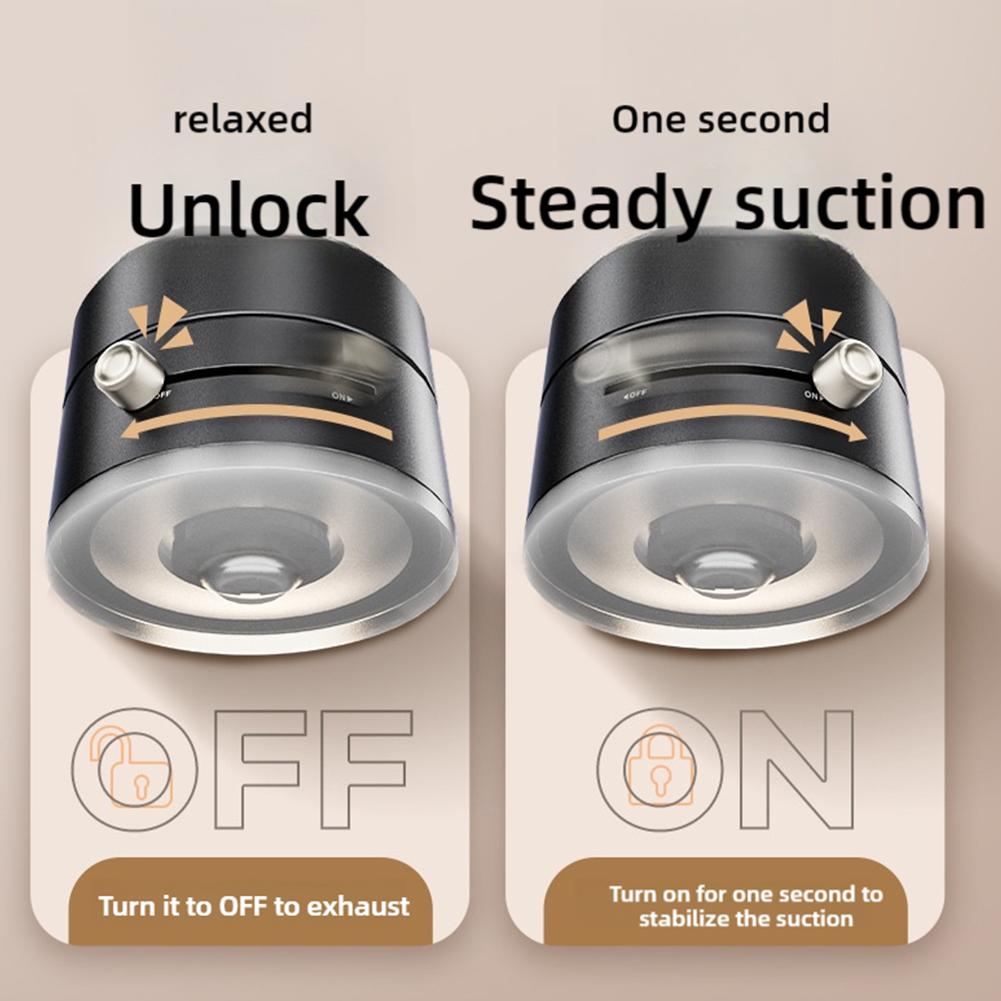 relaxed
Unlock
OFF
ON
OFF
Turn it to OFF to exhaust
One second
Steady suction
◄OFF
ON
ON
Turn on for one second to
stabilize the suction